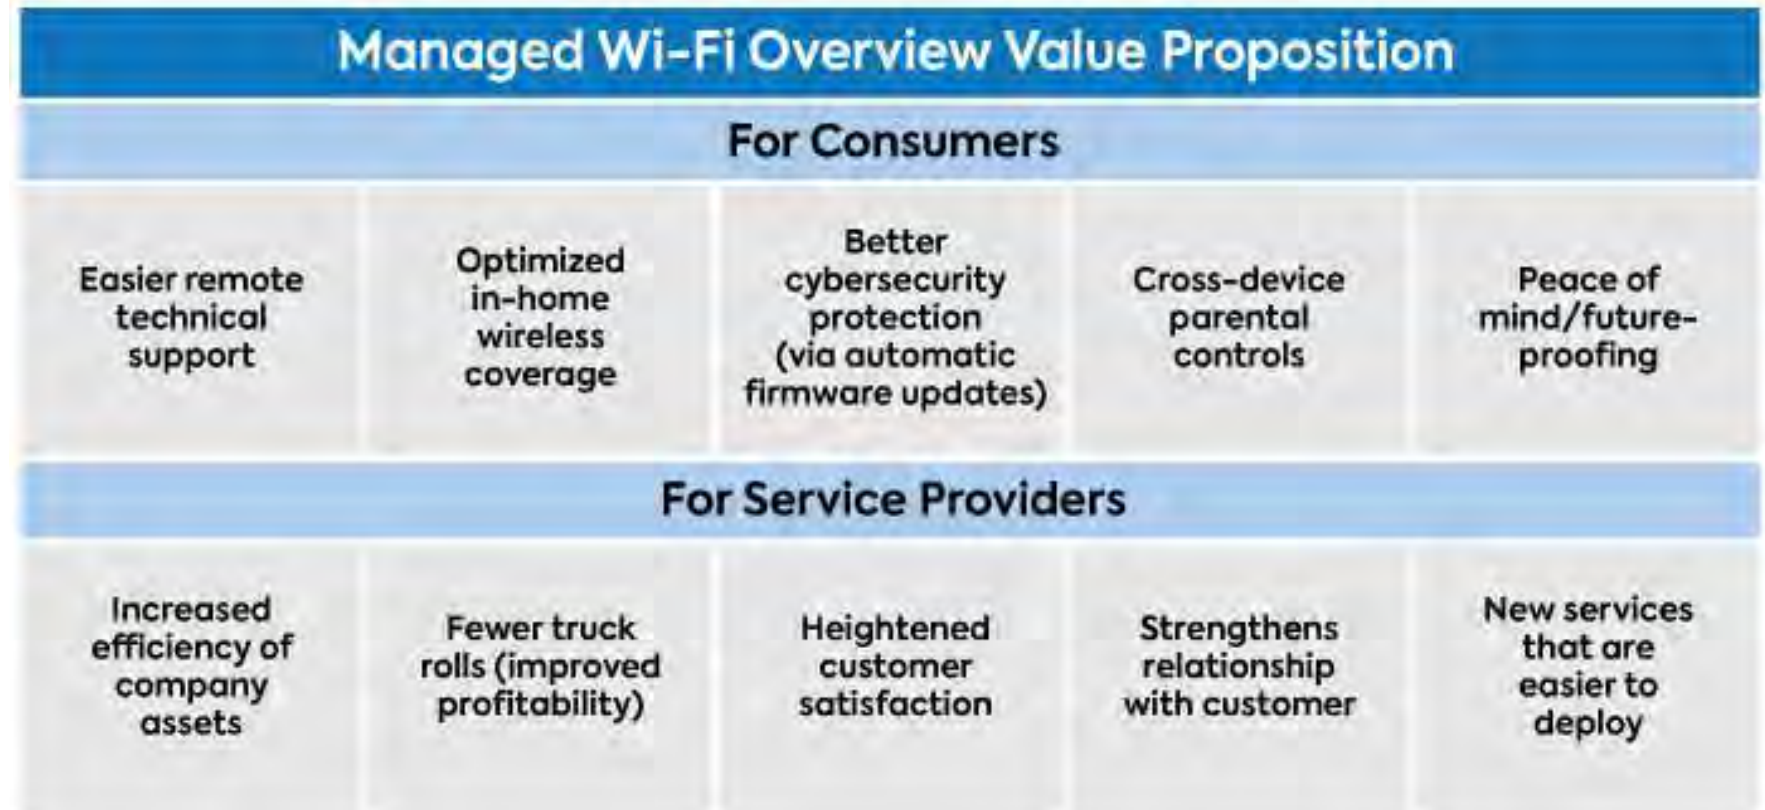 Managed Wi-Fi Overview Value Proposition
For Consumers
Easier remote
technical
support
Optimized
in-home
wireless
coverage
Better
cybersecurity
protection
(via automatic
firmware updates)
Cross-device
parental
controls
Peace of
mind/future-
proofing
For Service Providers
Increased
efficiency of
company
assets
Fewer truck
rolls (improved
profitability)
Heightened
customer
satisfaction
Strengthens
relationship
with customer
New services
that are
easier to
deploy